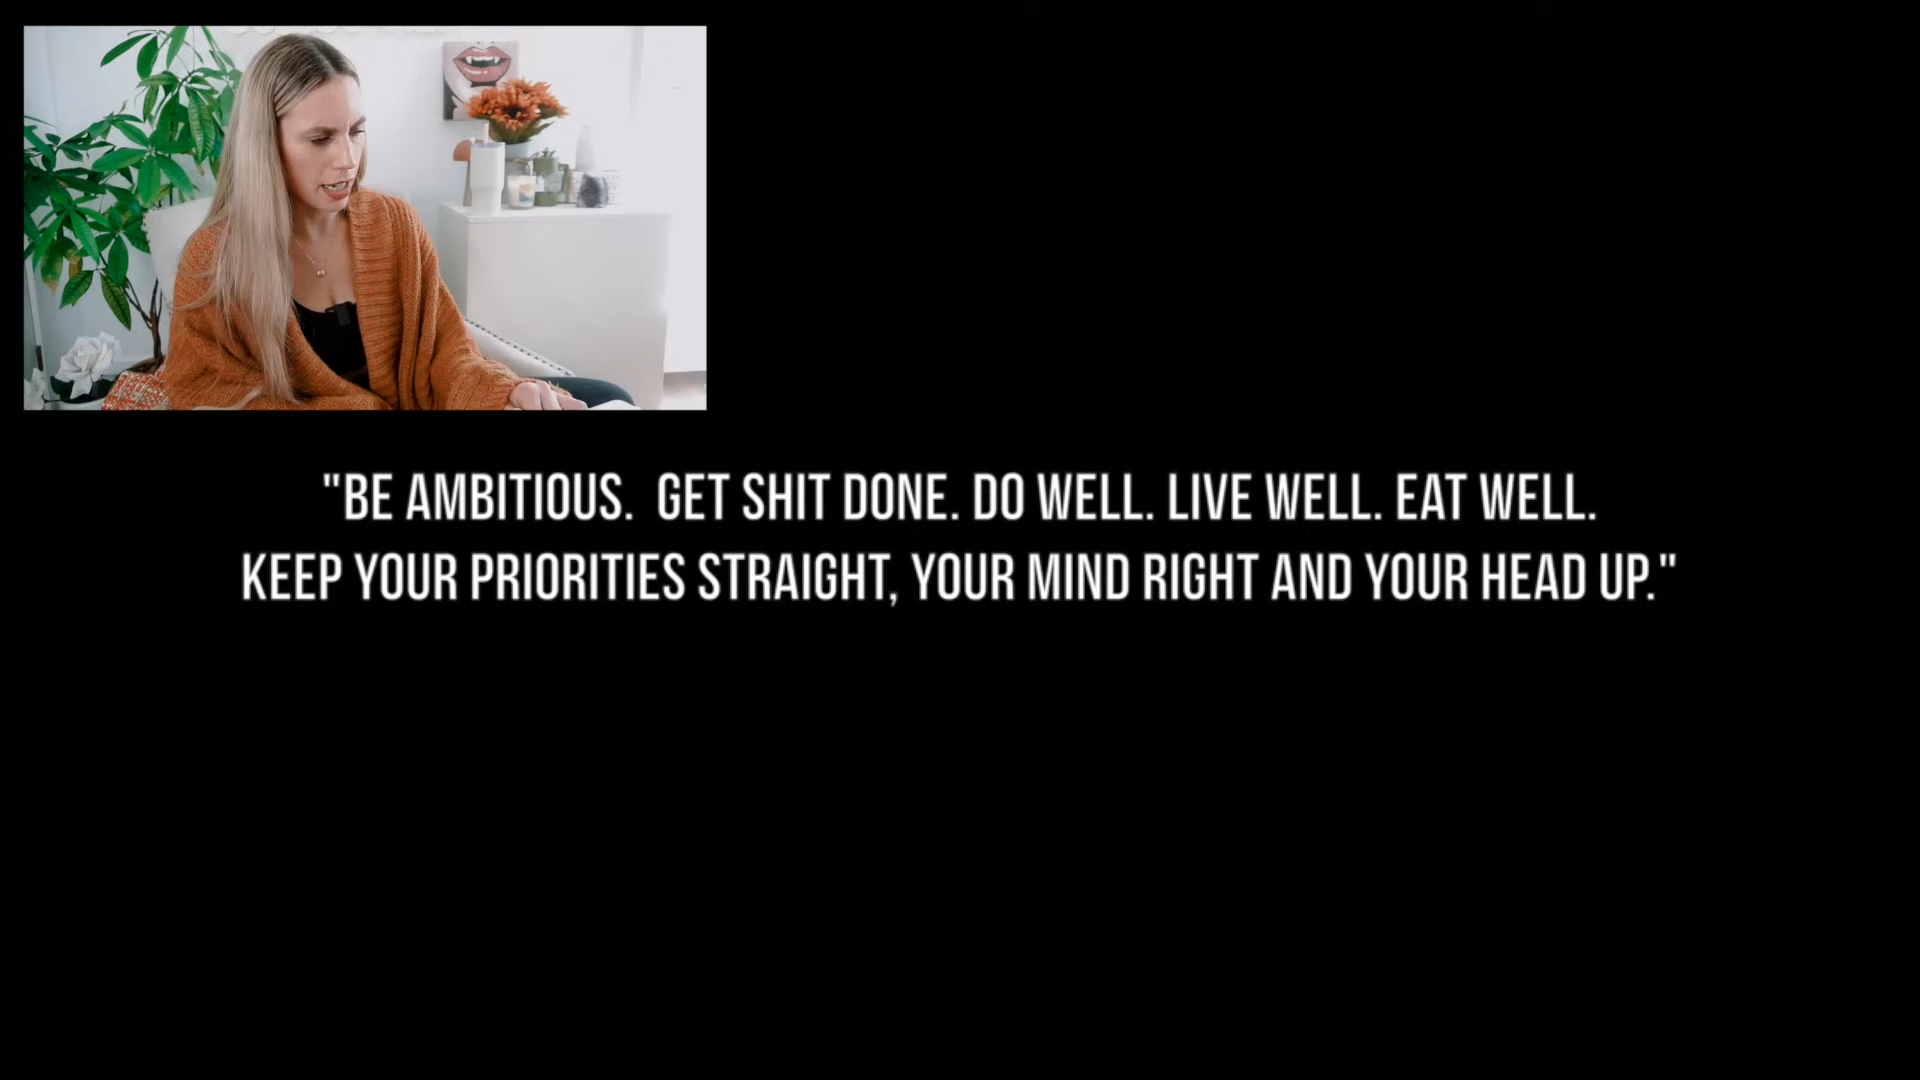 "BE AMBITIOUS.  GET SHIT DONE. DO WELL. LIVE WELL. EAT WELL.
KEEP YOUR PRIORITIES STRAIGHT, YOUR MIND RIGHT AND YOUR HEAD UP."